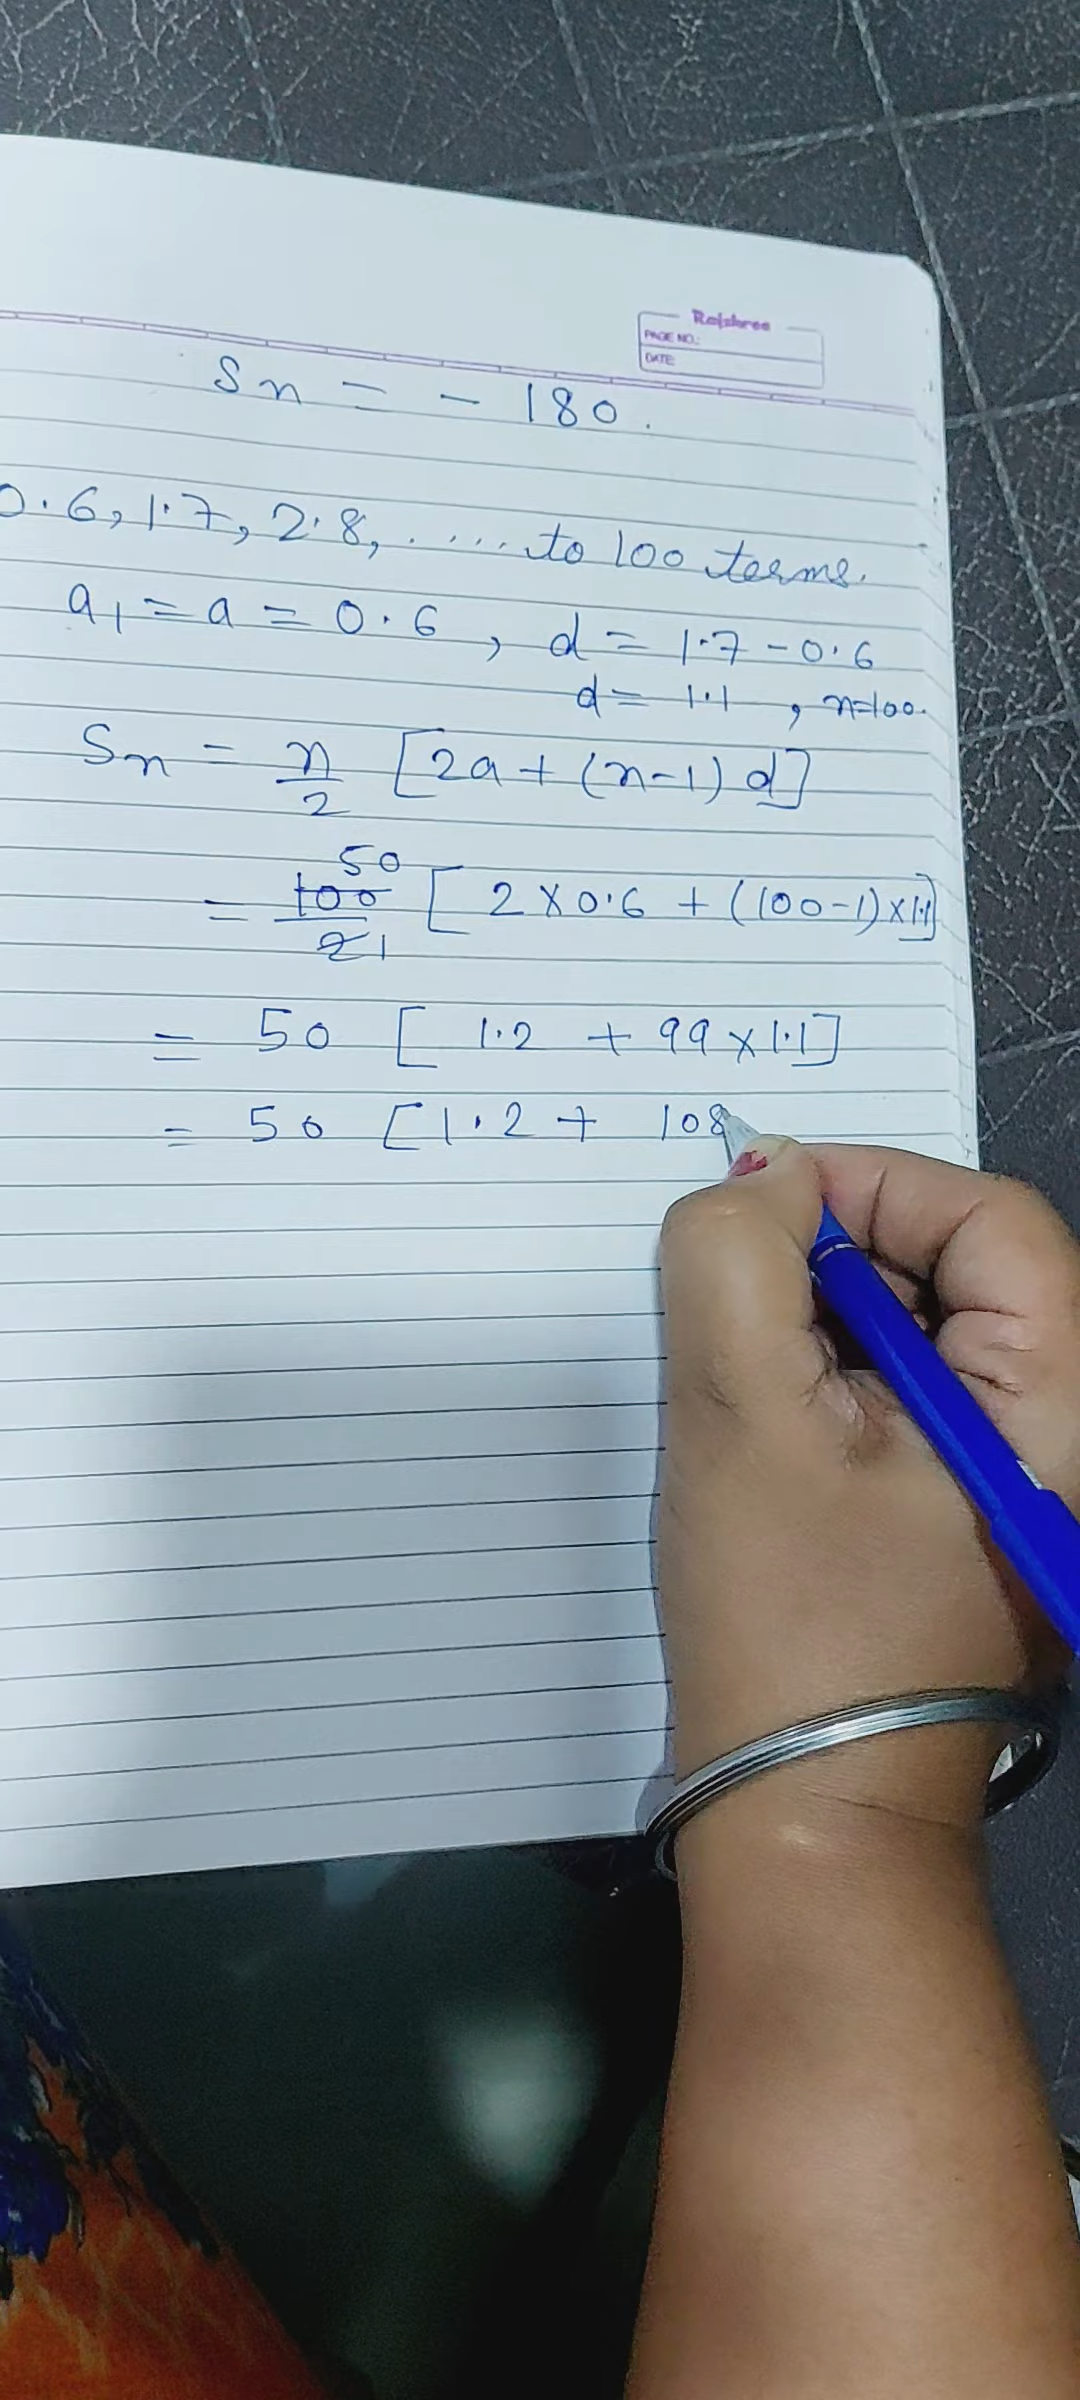 Rajshree
PAGE NO.:
DATE:
Sn = - 180.
0.6, 1.7, 2.8, ..... to 100 terms.
a1 = a = 0.6, d = 1.7 - 0.6
d = 1.1, n=100.
Sn = n/2 [2a + (n-1) d]
50
= 100/2 1 [2 × 0.6 + (100-1) × 1.1]
= 50 [1.2 + 99 × 1.1]
= 50 [1.2 + 108